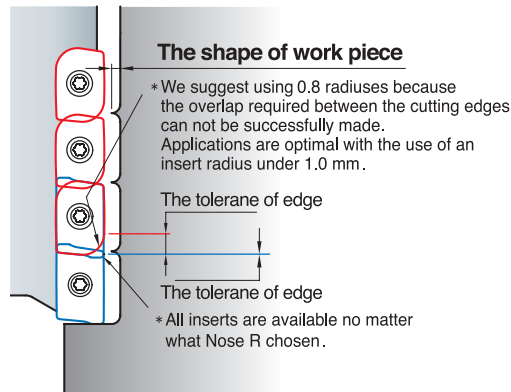 The shape of work piece
*We suggest using 0.8 radiuses because
the overlap required between the cutting edges
can not be successfully made.
Applications are optimal with the use of an
insert radius under 1.0 mm.
The tolerane of edge
The tolerane of edge
*All inserts are available no matter
what Nose R chosen.